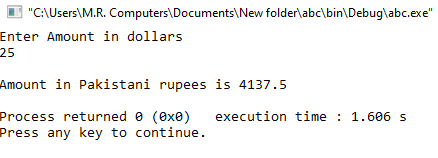 "C:\Users\M.R. Computers\Documents\New folder\abc\bin\Debug\abc.exe"
Enter Amount in dollars
25
Amount in Pakistani rupees is 4137.5
Process returned 0 (0x0)   execution time : 1.606 s
Press any key to continue.